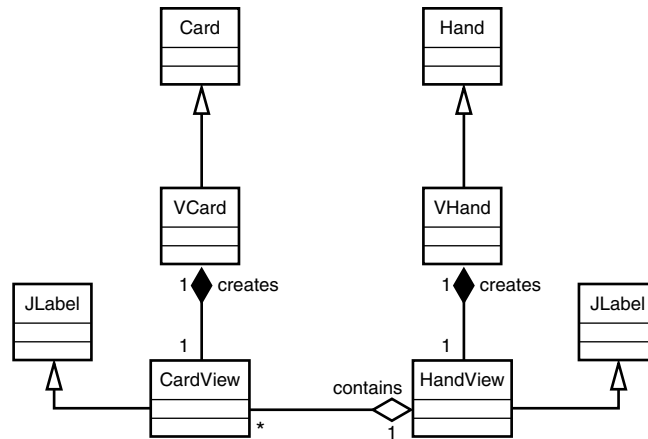 Card
Hand
VCard
VHand
1 creates
1 creates
JLabel
JLabel
1
1
CardView
contains
HandView
*
1